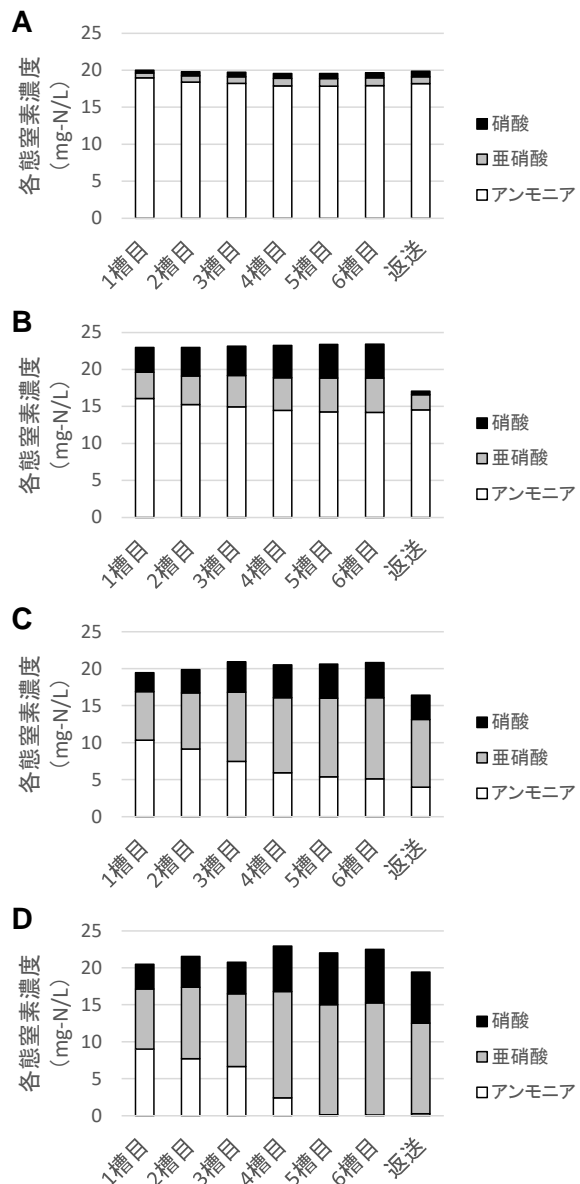 A
各態窒素濃度
(mg-N/L)
25
20
15
10
5
0
1槽目
2槽目
3槽目
4槽目
5槽目
6槽目
返送
硝酸
亜硝酸
アンモニア
B
各態窒素濃度
(mg-N/L)
25
20
15
10
5
0
1槽目
2槽目
3槽目
4槽目
5槽目
6槽目
返送
硝酸
亜硝酸
アンモニア
C
各態窒素濃度
(mg-N/L)
25
20
15
10
5
0
1槽目
2槽目
3槽目
4槽目
5槽目
6槽目
返送
硝酸
亜硝酸
アンモニア
D
各態窒素濃度
(mg-N/L)
25
20
15
10
5
0
1槽目
2槽目
3槽目
4槽目
5槽目
6槽目
返送
硝酸
亜硝酸
アンモニア